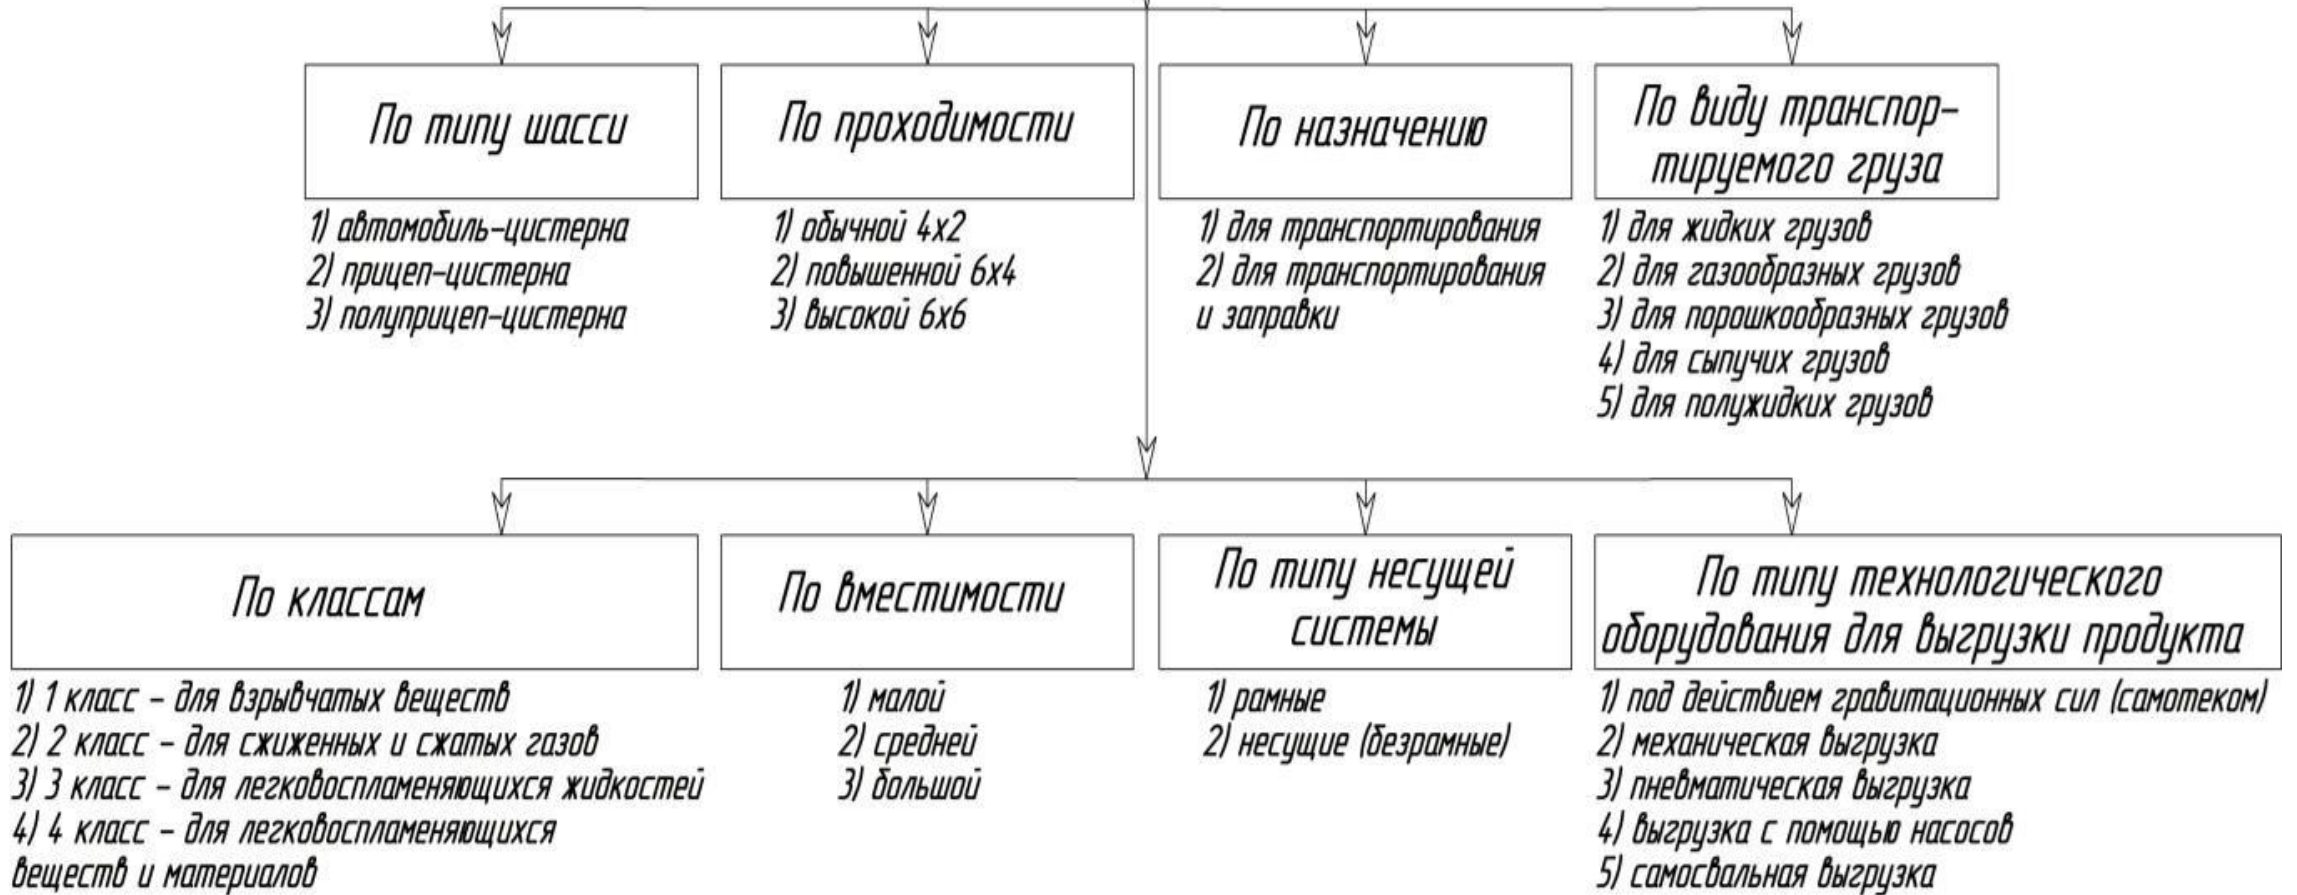 По типу шасси
1) автомобиль-цистерна
2) прицеп-цистерна
3) полуприцеп-цистерна
По проходимости
1) обычной 4х2
2) повышенной 6х4
3) высокой 6х6
По назначению
1) для транспортирования
2) для транспортирования
и заправки
По виду транспор-
тируемого груза
1) для жидких грузов
2) для газообразных грузов
3) для порошкообразных грузов
4) для сыпучих грузов
5) для полужидких грузов
По классам
1) 1 класс - для взрывчатых веществ
2) 2 класс - для сжиженных и сжатых газов
3) 3 класс - для легковоспламеняющихся жидкостей
4) 4 класс - для легковоспламеняющихся
веществ и материалов
По вместимости
1) малой
2) средней
3) большой
По типу несущей
системы
1) рамные
2) несущие (безрамные)
По типу технологического
оборудования для выгрузки продукта
1) под действием гравитационных сил (самотеком)
2) механическая выгрузка
3) пневматическая выгрузка
4) выгрузка с помощью насосов
5) самосвальная выгрузка